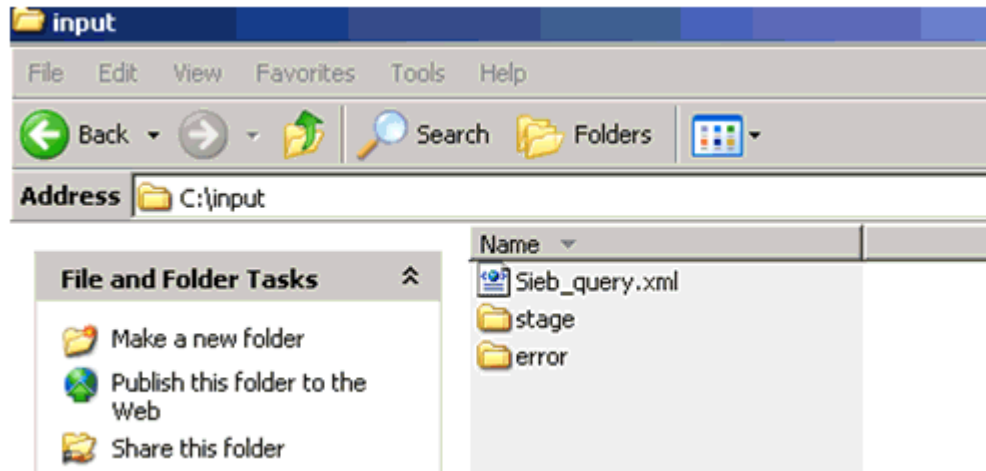 input
File Edit View Favorites Tools Help
Back Search Folders
Address C:\input
Name
File and Folder Tasks
Sieb_query.xml
stage
error
Make a new folder
Publish this folder to the
Web
Share this folder